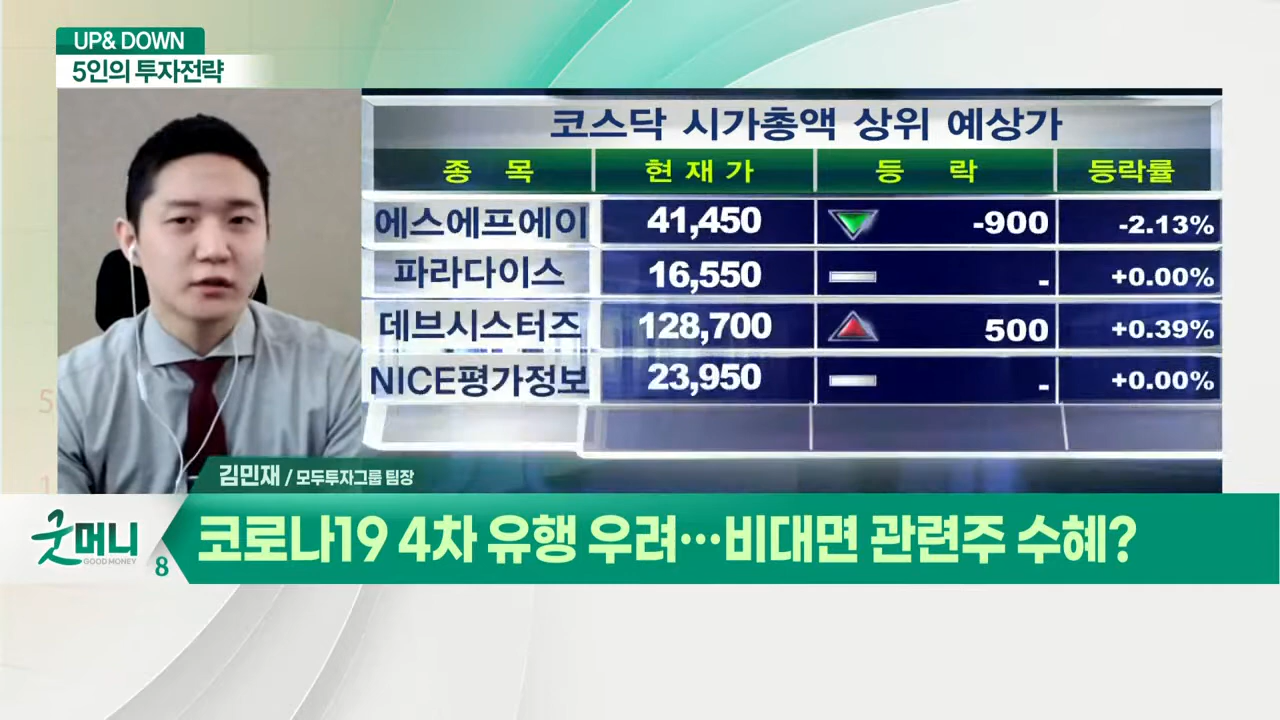 UP& DOWN
5인의 투자전략
코스닥 시가총액 상위 예상가
종 목 현 재 가 등 락 등락률
에스에프에이 41,450 -900 -2.13%
파라다이스 16,550 - +0.00%
데브시스터즈 128,700 500 +0.39%
NICE평가정보 23,950 - +0.00%
김민재 / 모두투자그룹 팀장
굿머니
GOOD MONEY
8
코로나19 4차 유행 우려…비대면 관련주 수혜?